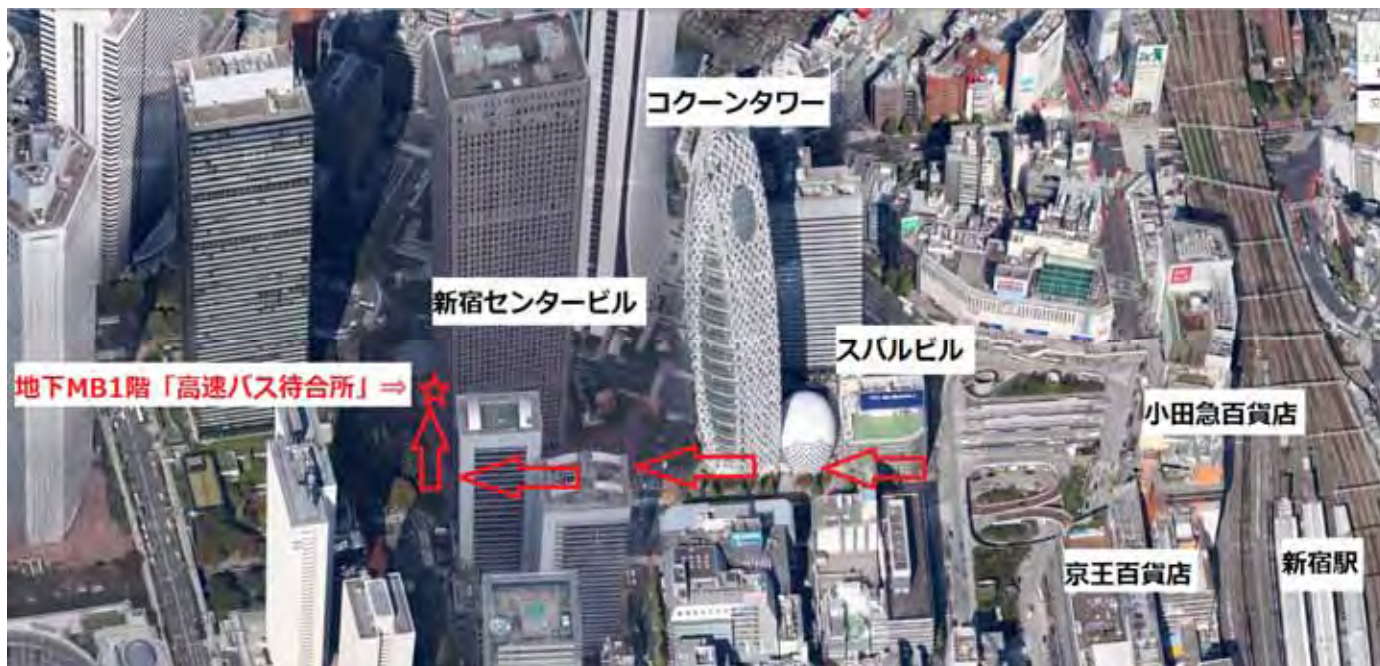 コクーンタワー
新宿センタービル
スバルビル
地下MB1階「高速バス待合所」⇒
小田急百貨店
京王百貨店
新宿駅